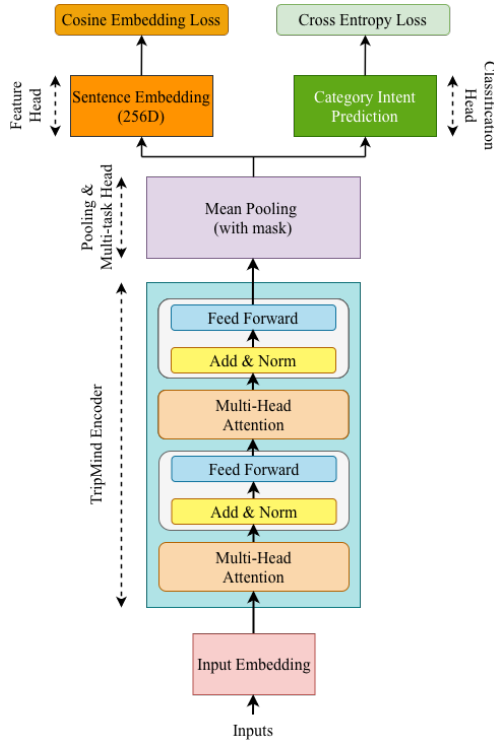 Cosine Embedding Loss
Cross Entropy Loss
Feature
Head
Sentence Embedding
(256D)
Category Intent
Prediction
Classification
Head
Pooling &
Multi-task Head
Mean Pooling
(with mask)
TripMind Encoder
Feed Forward
Add & Norm
Multi-Head
Attention
Feed Forward
Add & Norm
Multi-Head
Attention
Input Embedding
Inputs